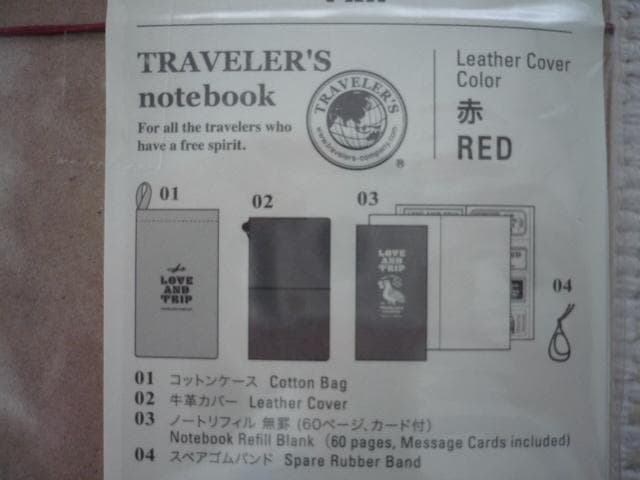 TRAVELER'S
notebook
For all the travelers who
have a free spirit.
TRAVELER'S
www.travelers-company.com
®
Leather Cover
Color
赤
RED
01
02
03
04
LOVE
AND
TRIP
LOVE
AND
TRIP
01 コットンケース Cotton Bag
02 牛革カバー Leather Cover
03 ノートリフィル 無罫 (60ページ、カード付)
Notebook Refill Blank (60 pages, Message Cards included)
04 スペアゴムバンド Spare Rubber Band